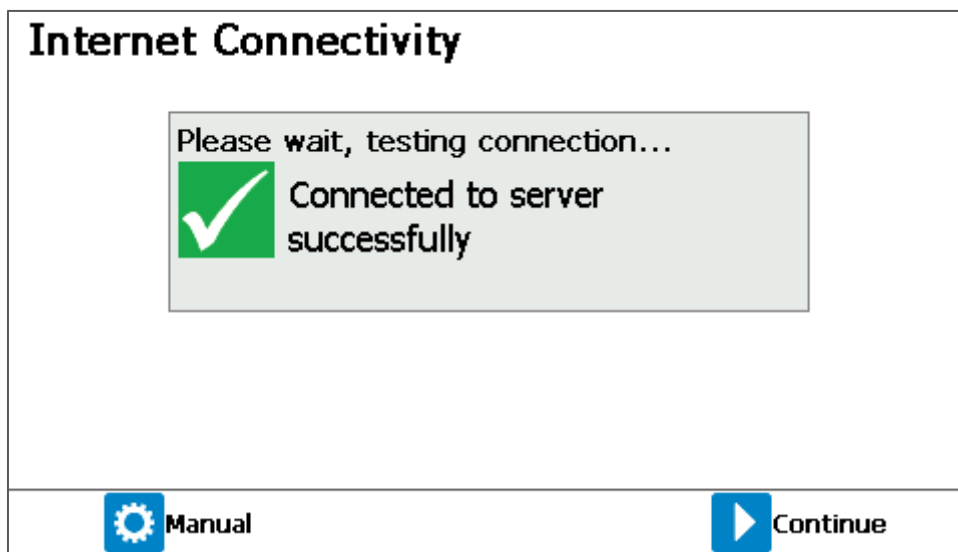 Internet Connectivity
Please wait, testing connection...
Connected to server
successfully
Manual
Continue